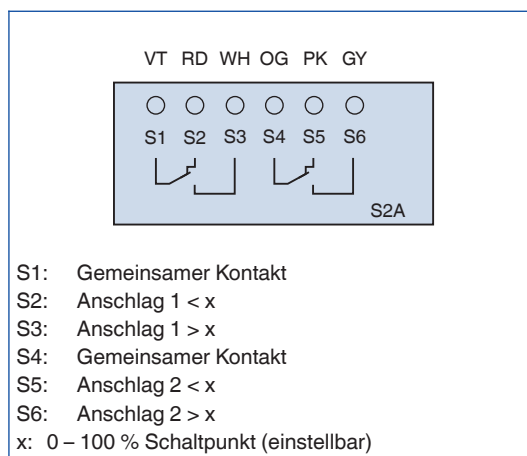 VT RD WH OG PK GY
S1 S2 S3 S4 S5 S6
S2A
S1: Gemeinsamer Kontakt
S2: Anschlag 1 < x
S3: Anschlag 1 > x
S4: Gemeinsamer Kontakt
S5: Anschlag 2 < x
S6: Anschlag 2 > x
x: 0 – 100 % Schaltpunkt (einstellbar)